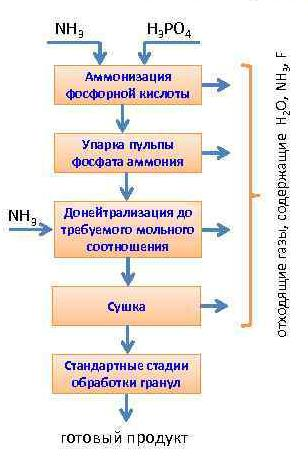 NH₃ H₃PO₄
Аммонизация
фосфорной кислоты
Упарка пульпы
фосфата аммония
NH₃
Донейтрализация до
требуемого мольного
соотношения
Сушка
Стандартные стадии
обработки гранул
готовый продукт
отходящие газы, содержащие H₂O, NH₃, F